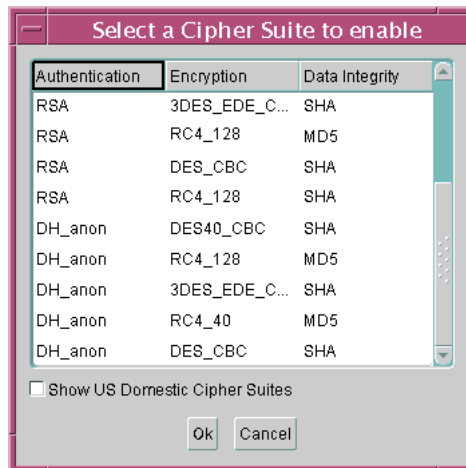 Select a Cipher Suite to enable
Authentication Encryption Data Integrity
RSA 3DES_EDE_C... SHA
RSA RC4_128 MD5
RSA DES_CBC SHA
RSA RC4_128 SHA
DH_anon DES40_CBC SHA
DH_anon RC4_128 MD5
DH_anon 3DES_EDE_C... SHA
DH_anon RC4_40 MD5
DH_anon DES_CBC SHA
Show US Domestic Cipher Suites
Ok Cancel